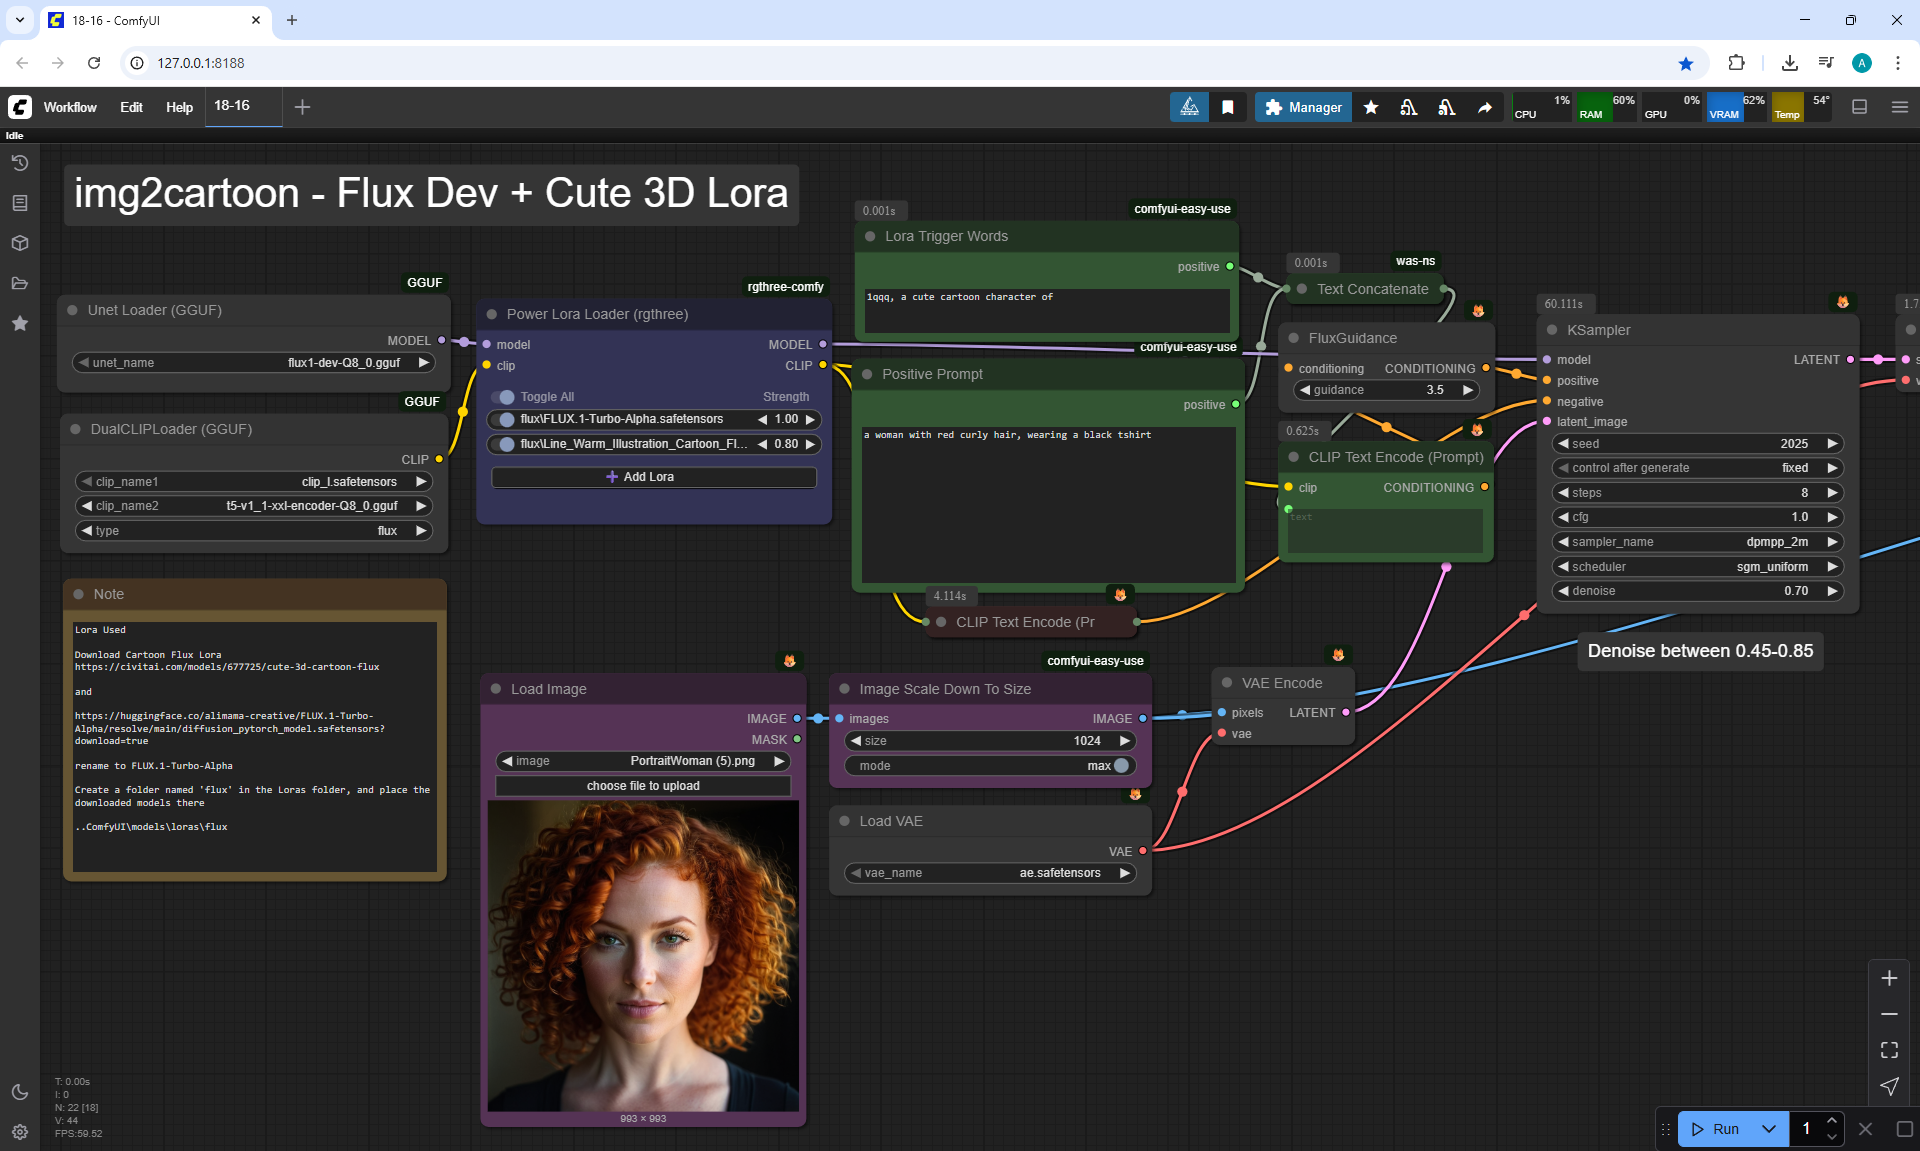 18-16 - ComfyUI
127.0.0.1:8188
Workflow Edit Help 18-16
Manager
CPU 1% RAM 60% GPU 0% VRAM 62% Temp 54°
Idle
img2cartoon - Flux Dev + Cute 3D Lora
GGUF
Unet Loader (GGUF)
MODEL
unet_name flux1-dev-Q8_0.gguf
GGUF
DualCLIPLoader (GGUF)
CLIP
clip_name1 clip_l.safetensors
clip_name2 t5-v1_1-xxl-encoder-Q8_0.gguf
type flux
Note
Lora Used
Download Cartoon Flux Lora
https://civitai.com/models/677725/cute-3d-cartoon-flux
and
https://huggingface.co/alimama-creative/FLUX.1-Turbo-
Alpha/resolve/main/diffusion_pytorch_model.safetensors?
download=true
rename to FLUX.1-Turbo-Alpha
Create a folder named 'flux' in the Loras folder, and place the
downloaded models there
..ComfyUI\models\loras\flux
rgthree-comfy
Power Lora Loader (rgthree)
model MODEL
clip CLIP
Toggle All Strength
flux\FLUX.1-Turbo-Alpha.safetensors 1.00
flux\Line_Warm_Illustration_Cartoon_Fl... 0.80
Add Lora
0.001s comfyui-easy-use
Lora Trigger Words
positive
1qqq, a cute cartoon character of
comfyui-easy-use
Positive Prompt
positive
a woman with red curly hair, wearing a black tshirt
4.114s
CLIP Text Encode (Pr
0.001s was-ns
Text Concatenate
FluxGuidance
conditioning CONDITIONING
guidance 3.5
0.625s
CLIP Text Encode (Prompt)
clip CONDITIONING
text
60.111s
KSampler
model LATENT
positive
negative
latent_image
seed 2025
control after generate fixed
steps 8
cfg 1.0
sampler_name dpmpp_2m
scheduler sgm_uniform
denoise 0.70
1.7
s
v
Denoise between 0.45-0.85
Load Image
IMAGE
MASK
image PortraitWoman (5).png
choose file to upload
993 × 993
comfyui-easy-use
Image Scale Down To Size
images IMAGE
size 1024
mode max
Load VAE
VAE
vae_name ae.safetensors
VAE Encode
pixels LATENT
vae
T: 0.00s
I: 0
N: 22 [18]
V: 44
FPS:59.52
Run 1
A